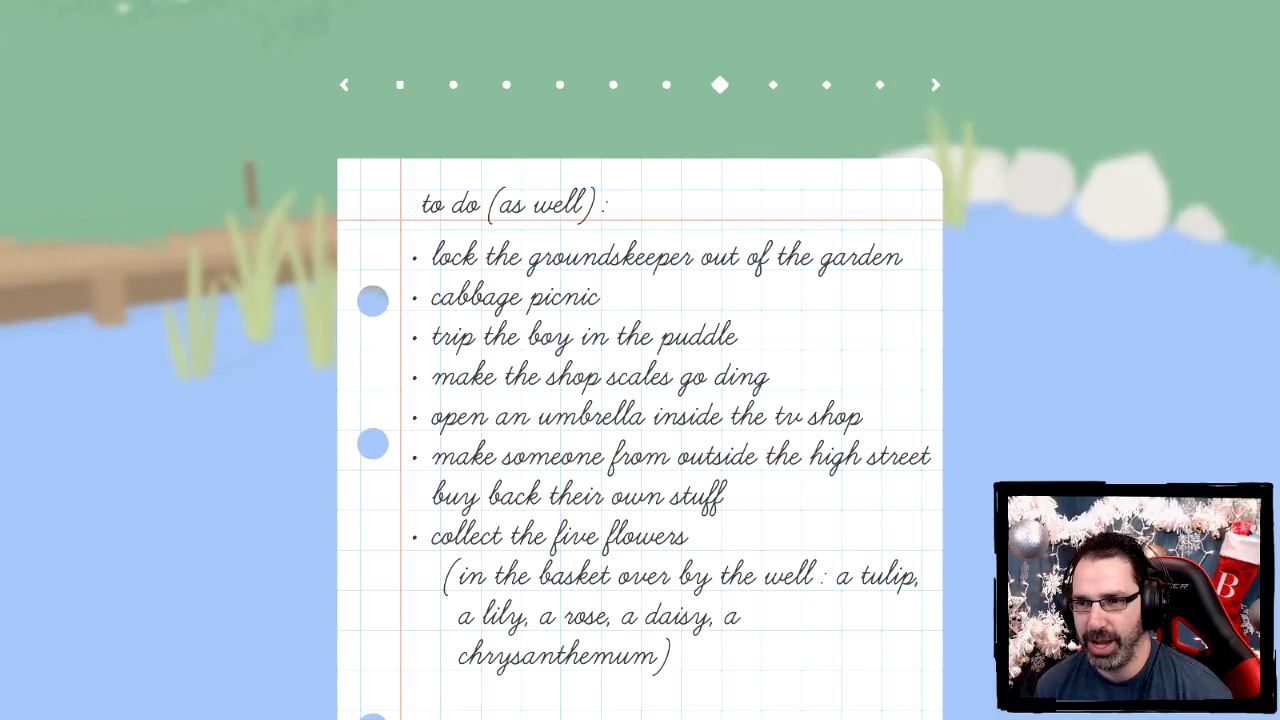 to do (as well) :
• lock the groundskeeper out of the garden
• cabbage picnic
• trip the boy in the puddle
• make the shop scales go ding
• open an umbrella inside the tv shop
• make someone from outside the high street
buy back their own stuff
• collect the five flowers
(in the basket over by the well : a tulip,
a lily, a rose, a daisy, a
chrysanthemum)
B